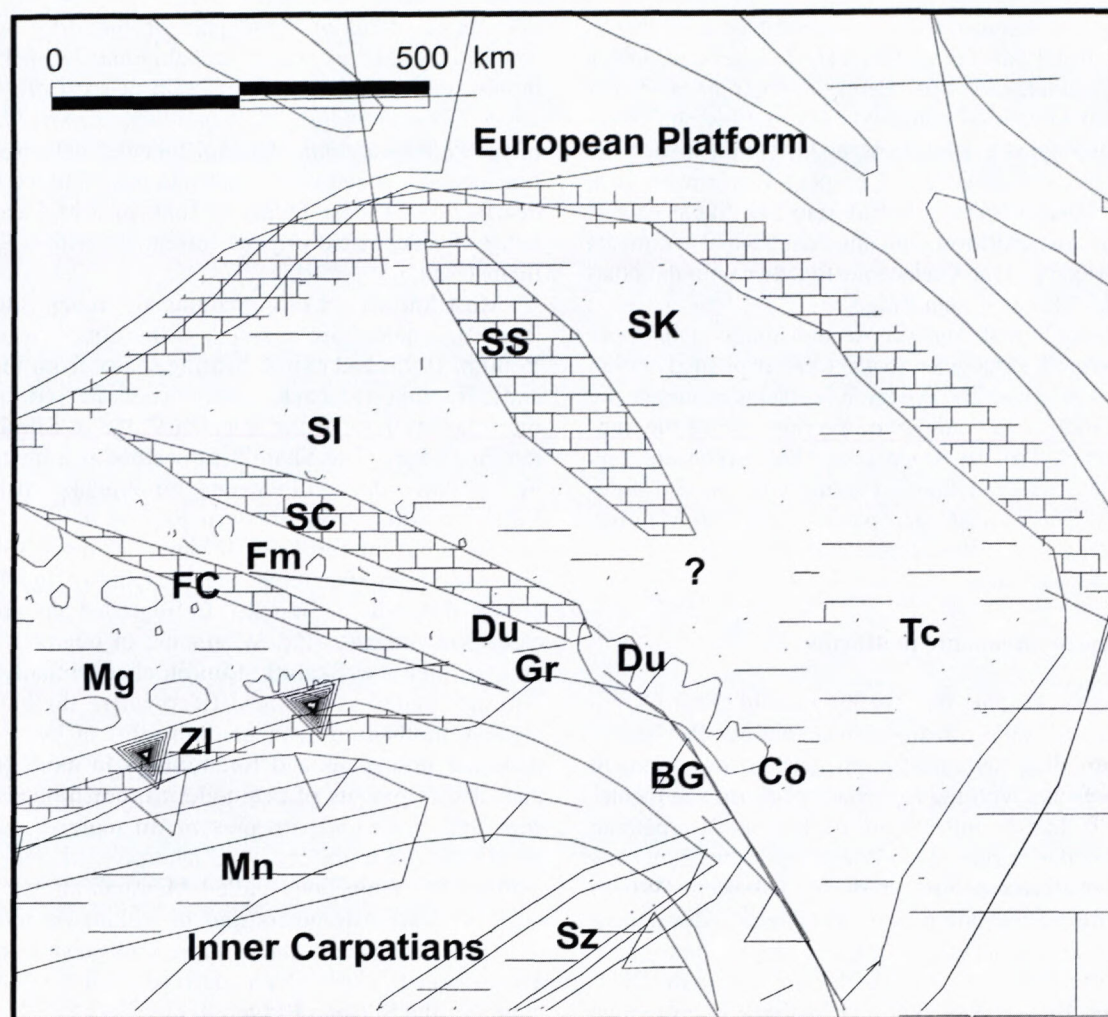 0 500 km
European Platform
SS
SK
SI
SC
Fm
FC
?
Du
Tc
Gr
Du
Mg
Zl
BG
Co
Mn
Inner Carpatians
Sz